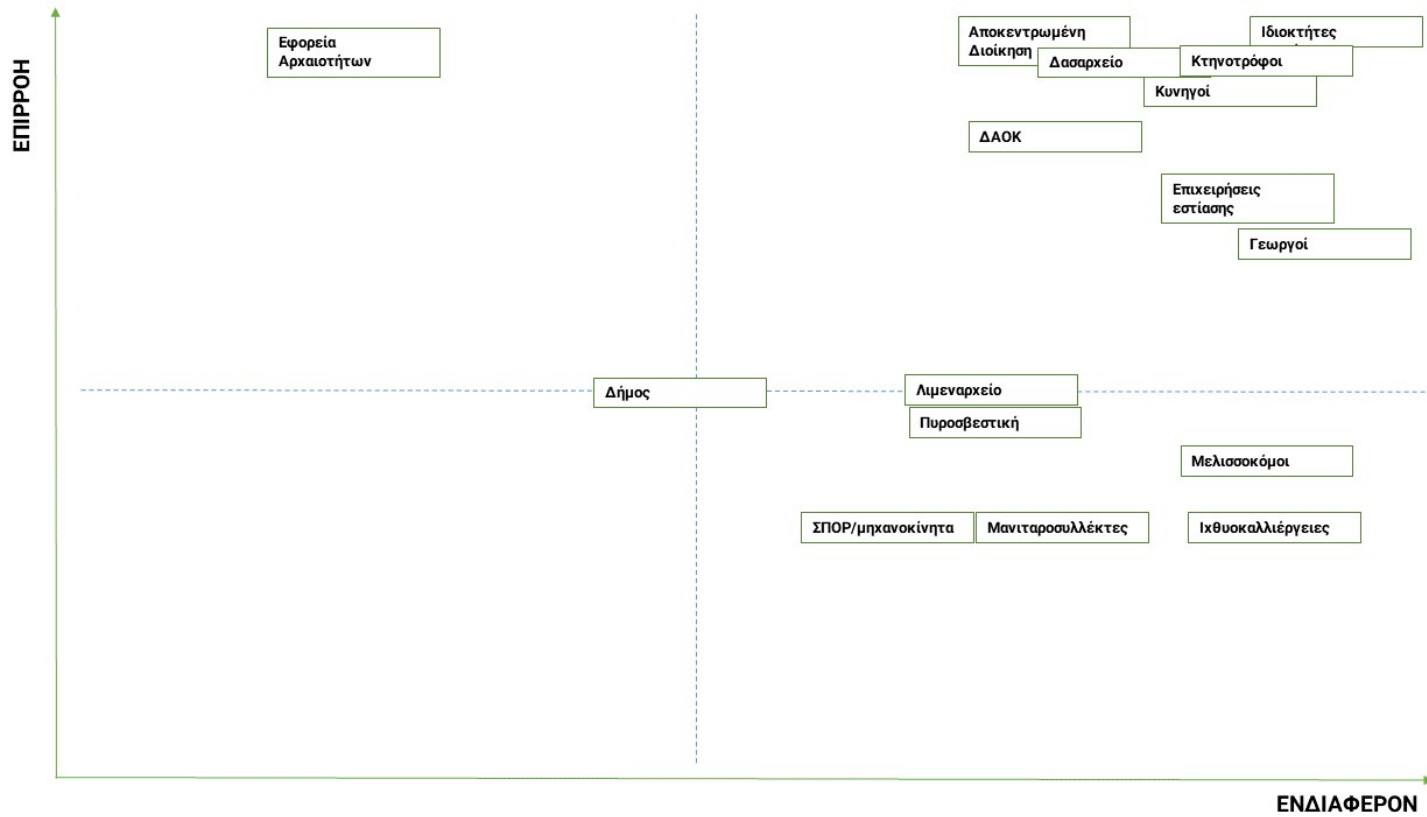 ΕΠΙΡΡΟΗ
Εφορεία
Αρχαιοτήτων
Αποκεντρωμένη
Διοίκηση
Ιδιοκτήτες
Δασαρχείο
Κτηνοτρόφοι
Κυνηγοί
ΔΑΟΚ
Επιχειρήσεις
εστίασης
Γεωργοί
Δήμος
Λιμεναρχείο
Πυροσβεστική
Μελισσοκόμοι
ΣΠΟΡ/μηχανοκίνητα
Μανιταροσυλλέκτες
Ιχθυοκαλλιέργειες
ΕΝΔΙΑΦΕΡΟΝ